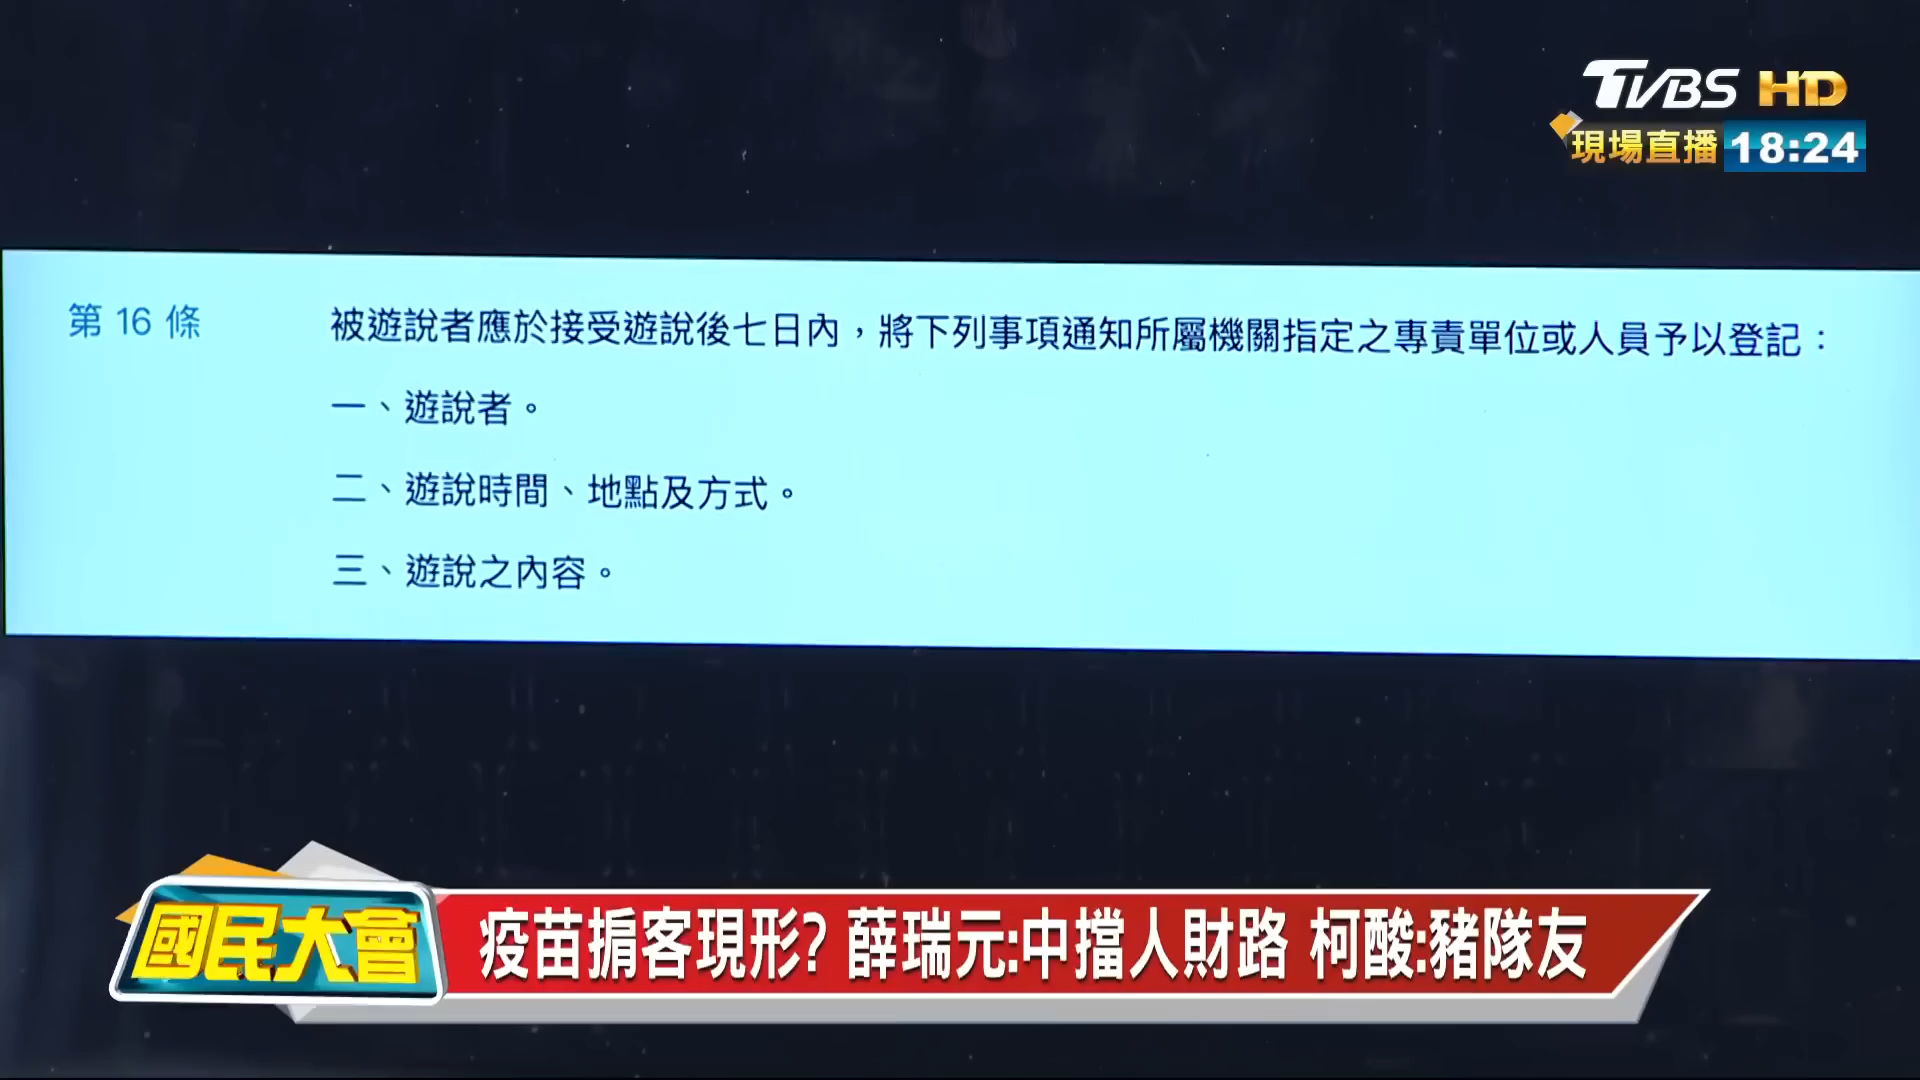 TVBS HD
現場直播 18:24
第 16 條 被遊說者應於接受遊說後七日內，將下列事項通知所屬機關指定之專責單位或人員予以登記：
一、遊說者。
二、遊說時間、地點及方式。
三、遊說之內容。
國民大會 疫苗掮客現形? 薛瑞元:中擋人財路 柯酸:豬隊友